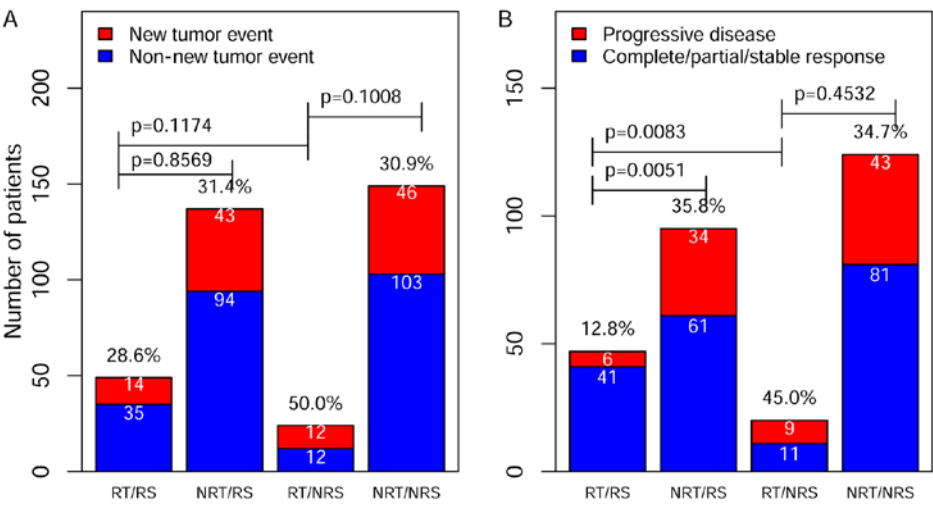 A
New tumor event
Non-new tumor event
Number of patients
0
50
100
150
200
p=0.1008
p=0.1174
p=0.8569
28.6%
14
35
31.4%
43
94
50.0%
12
12
30.9%
46
103
RT/RS
NRT/RS
RT/NRS
NRT/NRS
B
Progressive disease
Complete/partial/stable response
0
50
100
150
p=0.4532
p=0.0083
p=0.0051
12.8%
6
41
35.8%
34
61
45.0%
9
11
34.7%
43
81
RT/RS
NRT/RS
RT/NRS
NRT/NRS